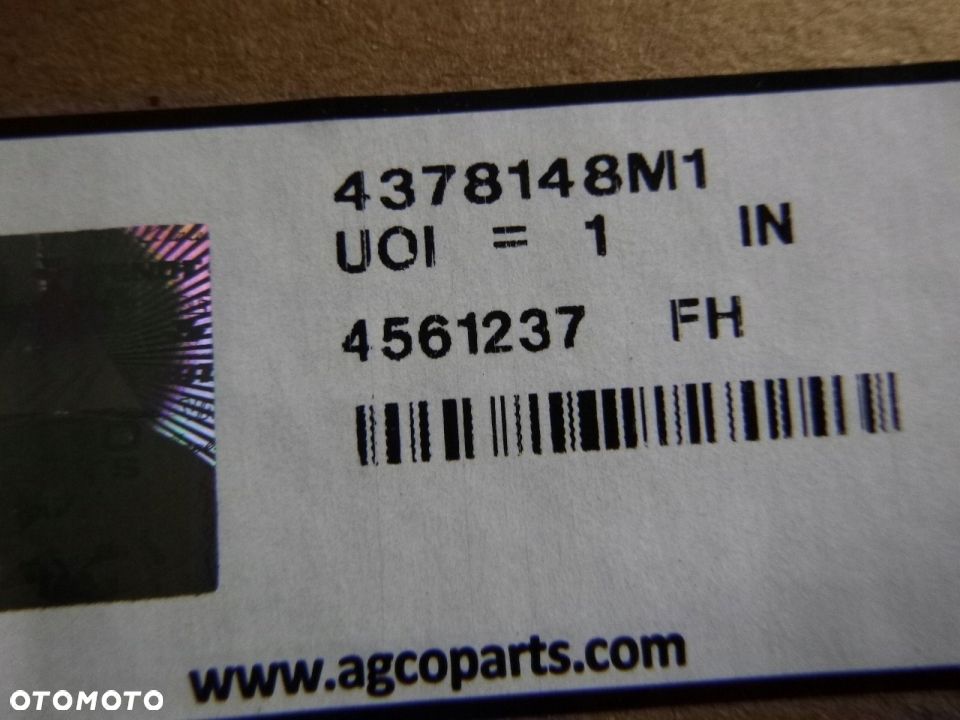 4378148M1
UOI = 1 IN
4561237 FH
www.agcoparts.com
OTOMOTO